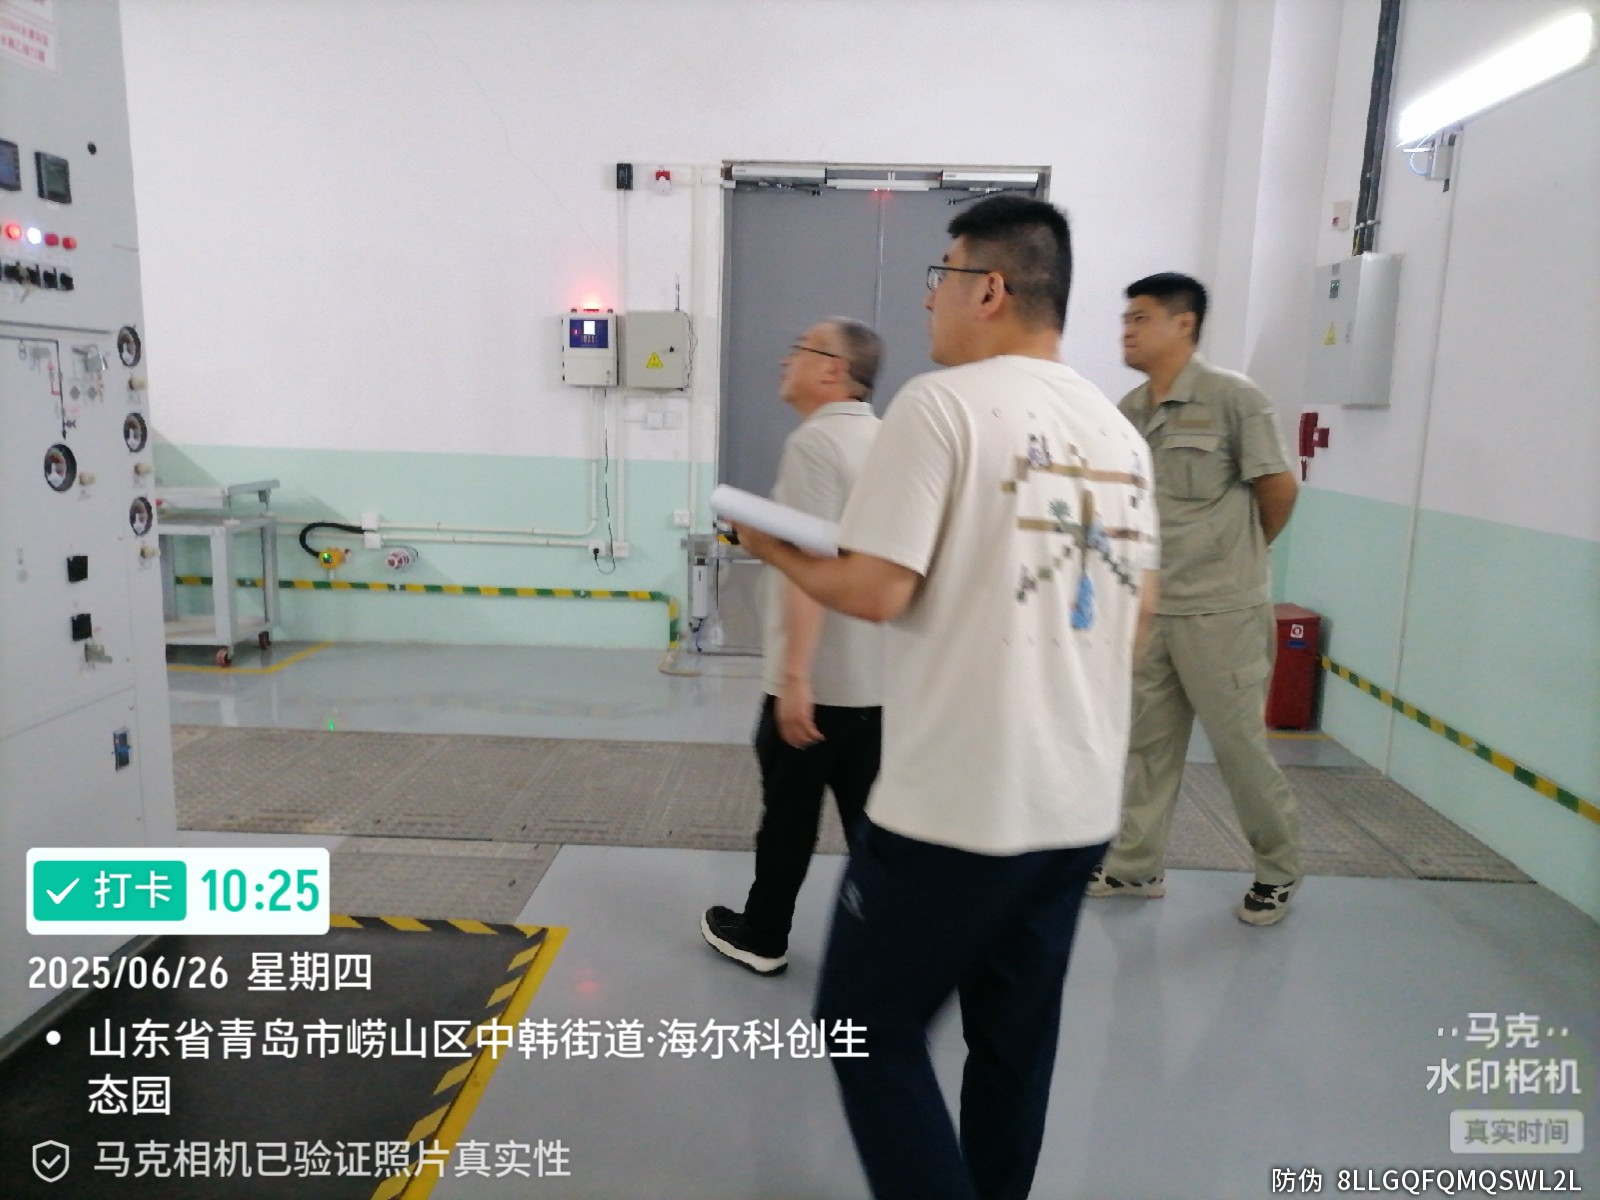 打卡 10:25
2025/06/26 星期四
山东省青岛市崂山区中韩街道·海尔科创生
态园
马克相机已验证照片真实性
马克
水印相机
真实时间
防伪 8LLGQFQMQSWL2L